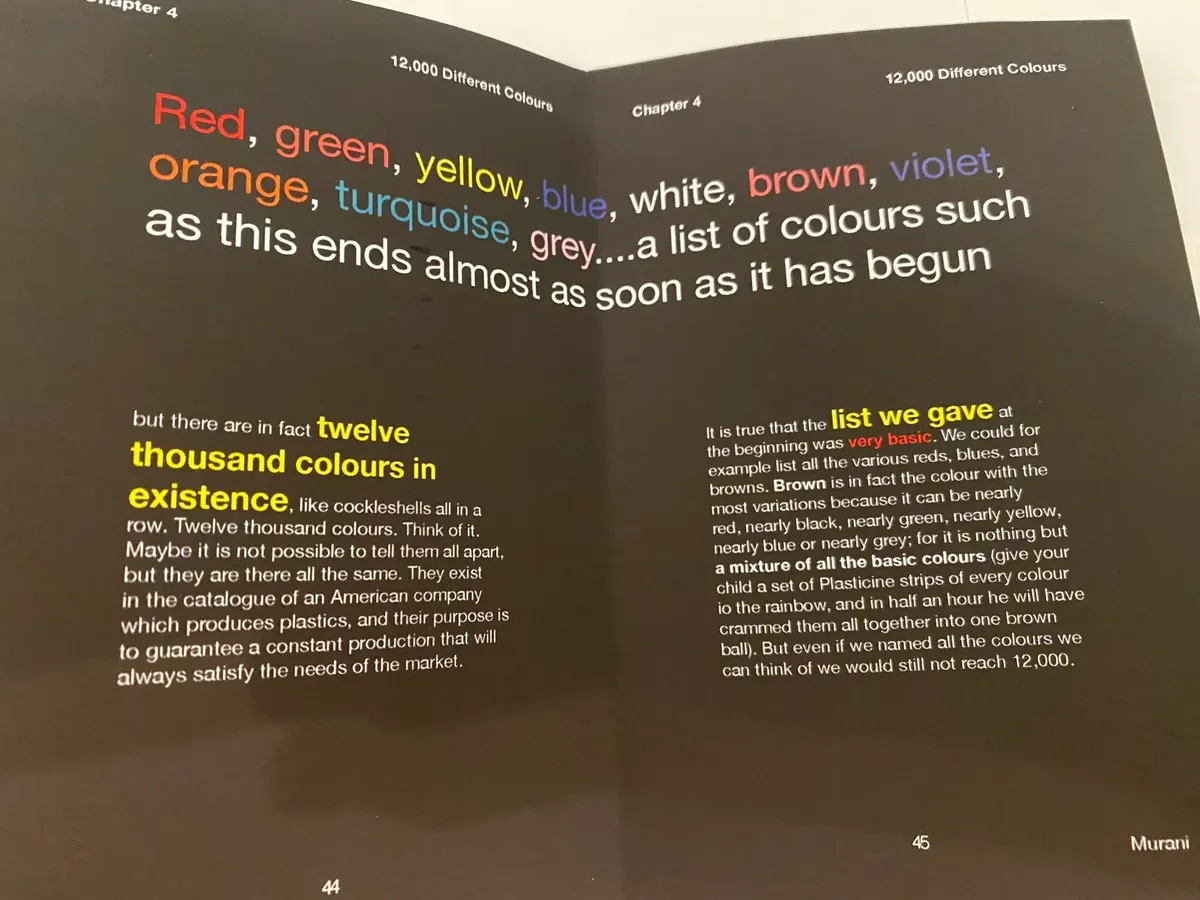 Chapter 4
12,000 Different Colours
Chapter 4
12,000 Different Colours
Red, green, yellow, blue, white, brown, violet,
orange, turquoise, grey....a list of colours such
as this ends almost as soon as it has begun
but there are in fact twelve
thousand colours in
existence, like cockleshells all in a
row. Twelve thousand colours. Think of it.
Maybe it is not possible to tell them all apart,
but they are there all the same. They exist
in the catalogue of an American company
which produces plastics, and their purpose is
to guarantee a constant production that will
always satisfy the needs of the market.
44
It is true that the list we gave at
the beginning was very basic. We could for
example list all the various reds, blues, and
browns. Brown is in fact the colour with the
most variations because it can be nearly
red, nearly black, nearly green, nearly yellow,
nearly blue or nearly grey; for it is nothing but
a mixture of all the basic colours (give your
child a set of Plasticine strips of every colour
io the rainbow, and in half an hour he will have
crammed them all together into one brown
ball). But even if we named all the colours we
can think of we would still not reach 12,000.
45
Murani